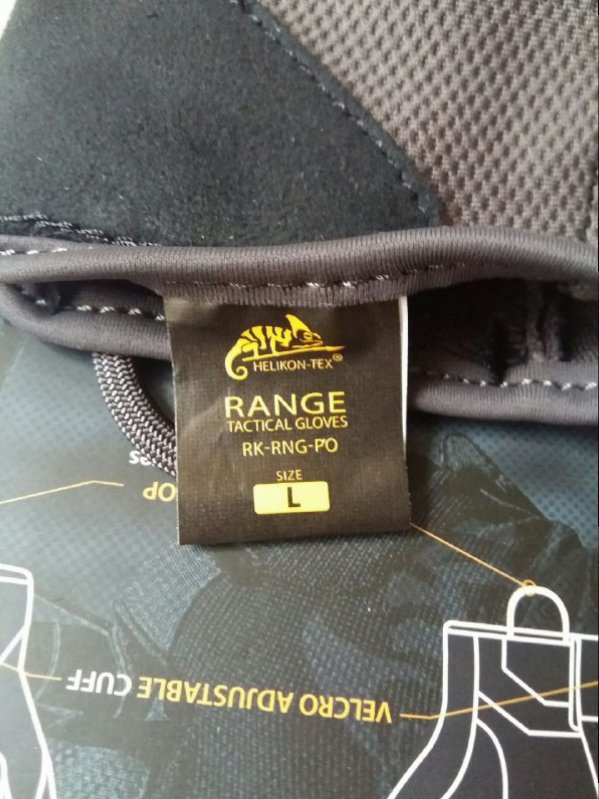 HELIKON-TEX®
RANGE
TACTICAL GLOVES
RK-RNG-PO
SIZE
L
OP
VELCRO ADJUSTABLE CUFF